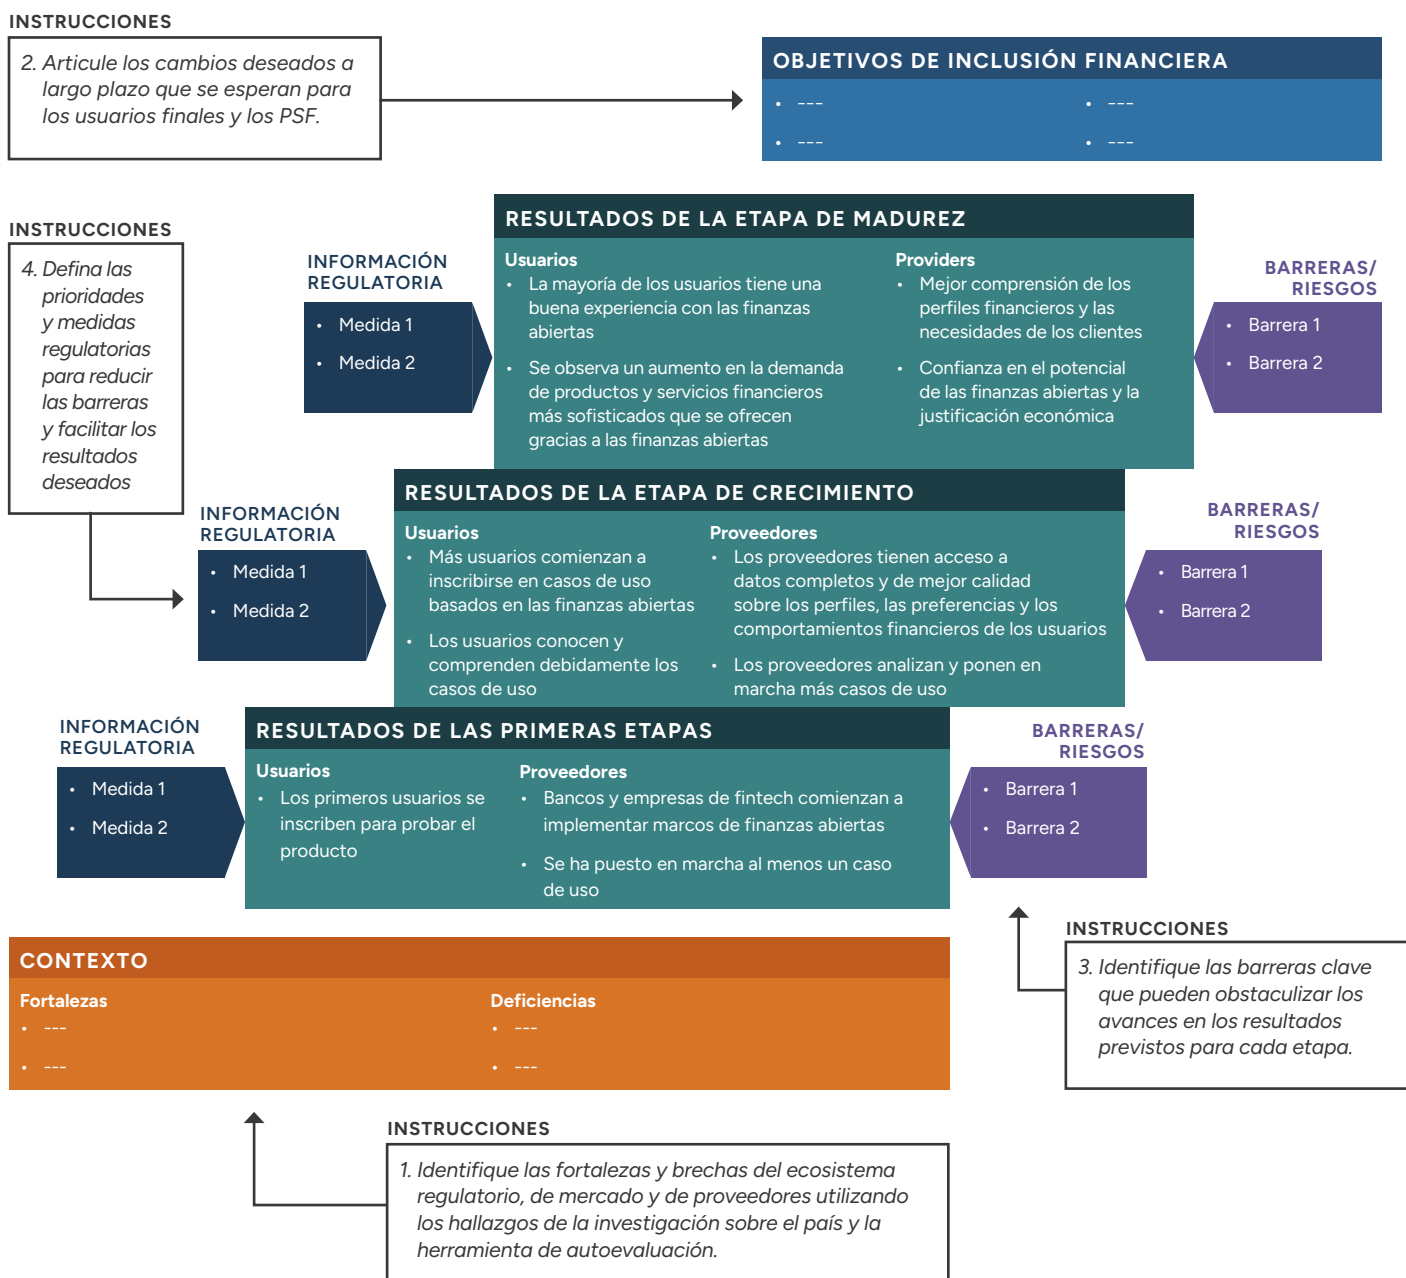 INSTRUCCIONES
2. Articule los cambios deseados a
largo plazo que se esperan para
los usuarios finales y los PSF.
OBJETIVOS DE INCLUSIÓN FINANCIERA
• ---
• ---
• ---
• ---
INSTRUCCIONES
4. Defina las
prioridades
y medidas
regulatorias
para reducir
las barreras
y facilitar los
resultados
deseados
INFORMACIÓN
REGULATORIA
• Medida 1
• Medida 2
RESULTADOS DE LA ETAPA DE MADUREZ
Usuarios
• La mayoría de los usuarios tiene una
buena experiencia con las finanzas
abiertas
• Se observa un aumento en la demanda
de productos y servicios financieros
más sofisticados que se ofrecen
gracias a las finanzas abiertas
Providers
• Mejor comprensión de los
perfiles financieros y las
necesidades de los clientes
• Confianza en el potencial
de las finanzas abiertas y la
justificación económica
BARRERAS/
RIESGOS
• Barrera 1
• Barrera 2
INFORMACIÓN
REGULATORIA
• Medida 1
• Medida 2
RESULTADOS DE LA ETAPA DE CRECIMIENTO
Usuarios
• Más usuarios comienzan a
inscribirse en casos de uso
basados en las finanzas abiertas
• Los usuarios conocen y
comprenden debidamente los
casos de uso
Proveedores
• Los proveedores tienen acceso a
datos completos y de mejor calidad
sobre los perfiles, las preferencias y los
comportamientos financieros de los usuarios
• Los proveedores analizan y ponen en
marcha más casos de uso
BARRERAS/
RIESGOS
• Barrera 1
• Barrera 2
INFORMACIÓN
REGULATORIA
• Medida 1
• Medida 2
RESULTADOS DE LAS PRIMERAS ETAPAS
Usuarios
• Los primeros usuarios se
inscriben para probar el
producto
Proveedores
• Bancos y empresas de fintech comienzan a
implementar marcos de finanzas abiertas
• Se ha puesto en marcha al menos un caso
de uso
BARRERAS/
RIESGOS
• Barrera 1
• Barrera 2
CONTEXTO
Fortalezas
• ---
• ---
Deficiencias
• ---
• ---
INSTRUCCIONES
3. Identifique las barreras clave
que pueden obstaculizar los
avances en los resultados
previstos para cada etapa.
INSTRUCCIONES
1. Identifique las fortalezas y brechas del ecosistema
regulatorio, de mercado y de proveedores utilizando
los hallazgos de la investigación sobre el país y la
herramienta de autoevaluación.